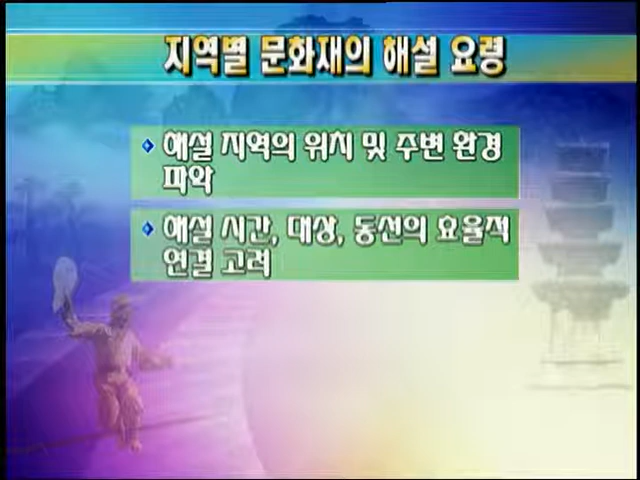 지역별 문화재의 해설 요령
해설 지역의 위치 및 주변 환경
파악
해설 시간, 대상, 동선의 효율적
연결 고려